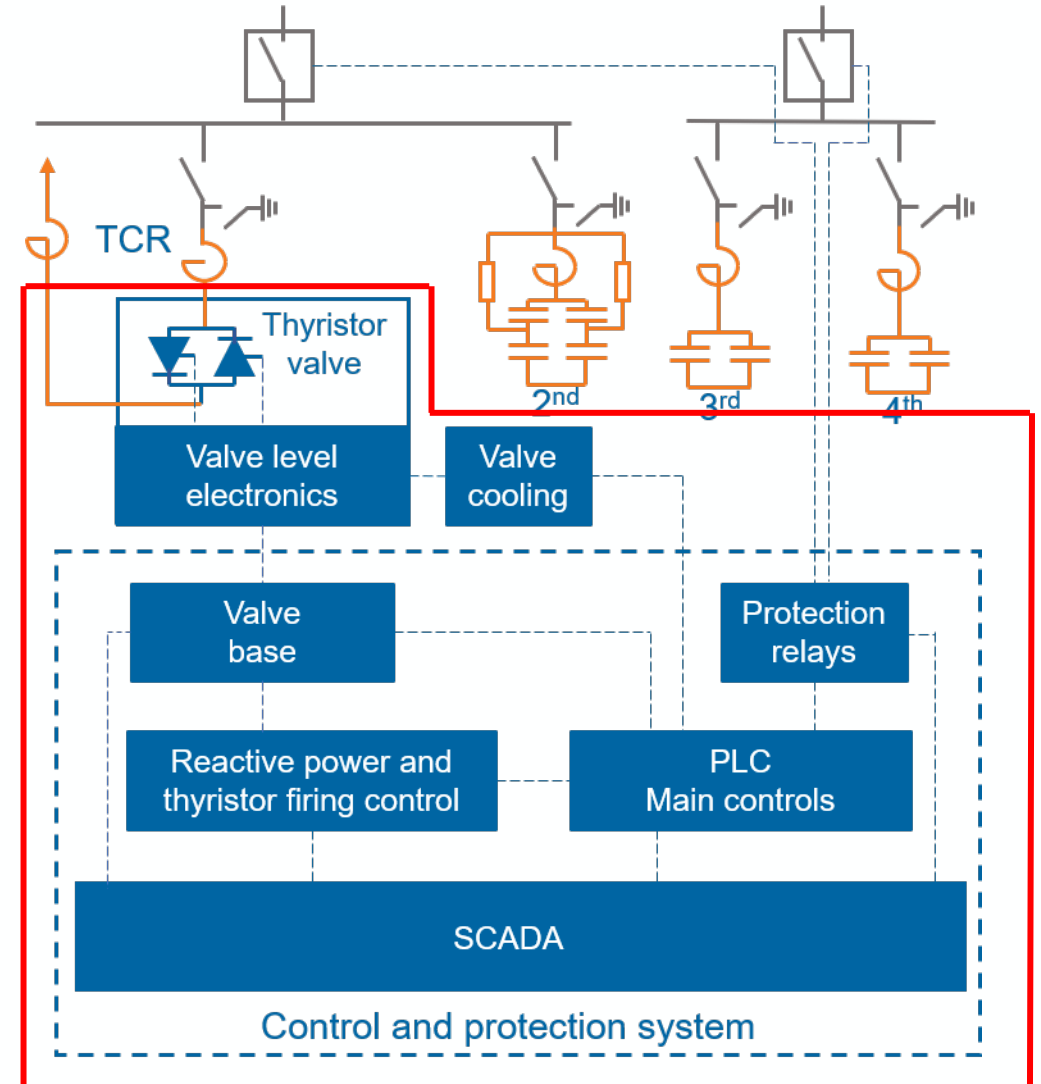 TCR
Thyristor
valve
2nd
3rd
4th
Valve level
electronics
Valve
cooling
Valve
base
Protection
relays
Reactive power and
thyristor firing control
PLC
Main controls
SCADA
Control and protection system